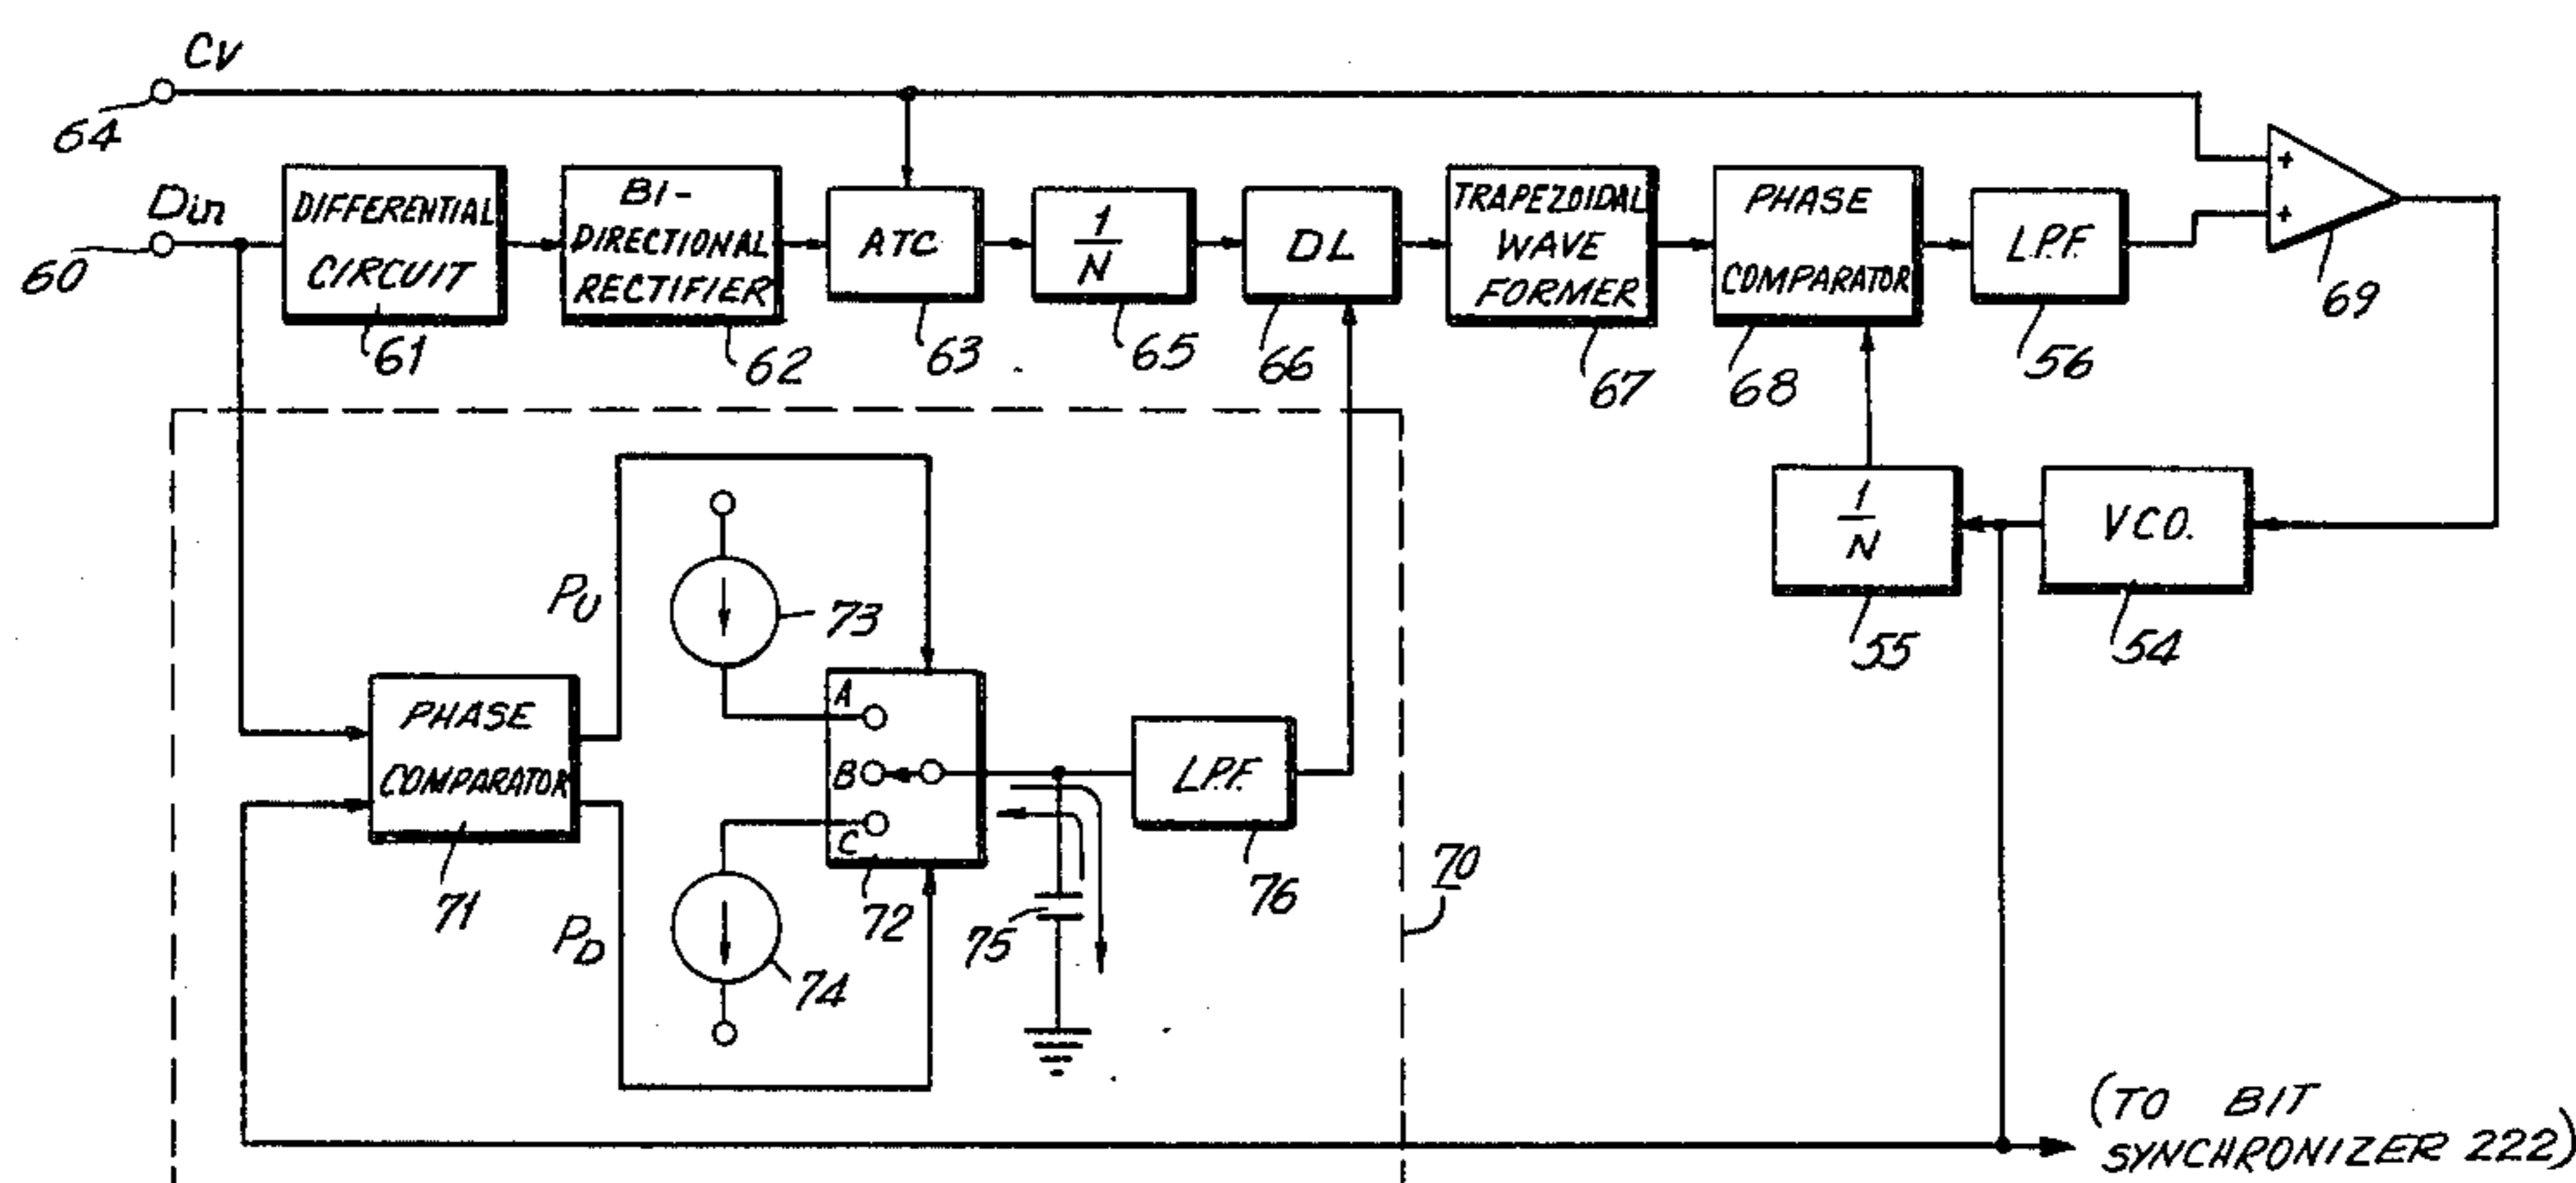 CV
64
Din
60
DIFFERENTIAL
CIRCUIT
61
BI-
DIRECTIONAL
RECTIFIER
62
ATC
63
1
N
65
DL
66
TRAPEZOIDAL
WAVE
FORMER
67
PHASE
COMPARATOR
68
L.P.F.
56
+
+
69
1
N
55
VCO.
54
PU
73
PHASE
COMPARATOR
71
PD
74
A
B
C
72
75
L.P.F.
76
70
(TO BIT
SYNCHRONIZER 222)